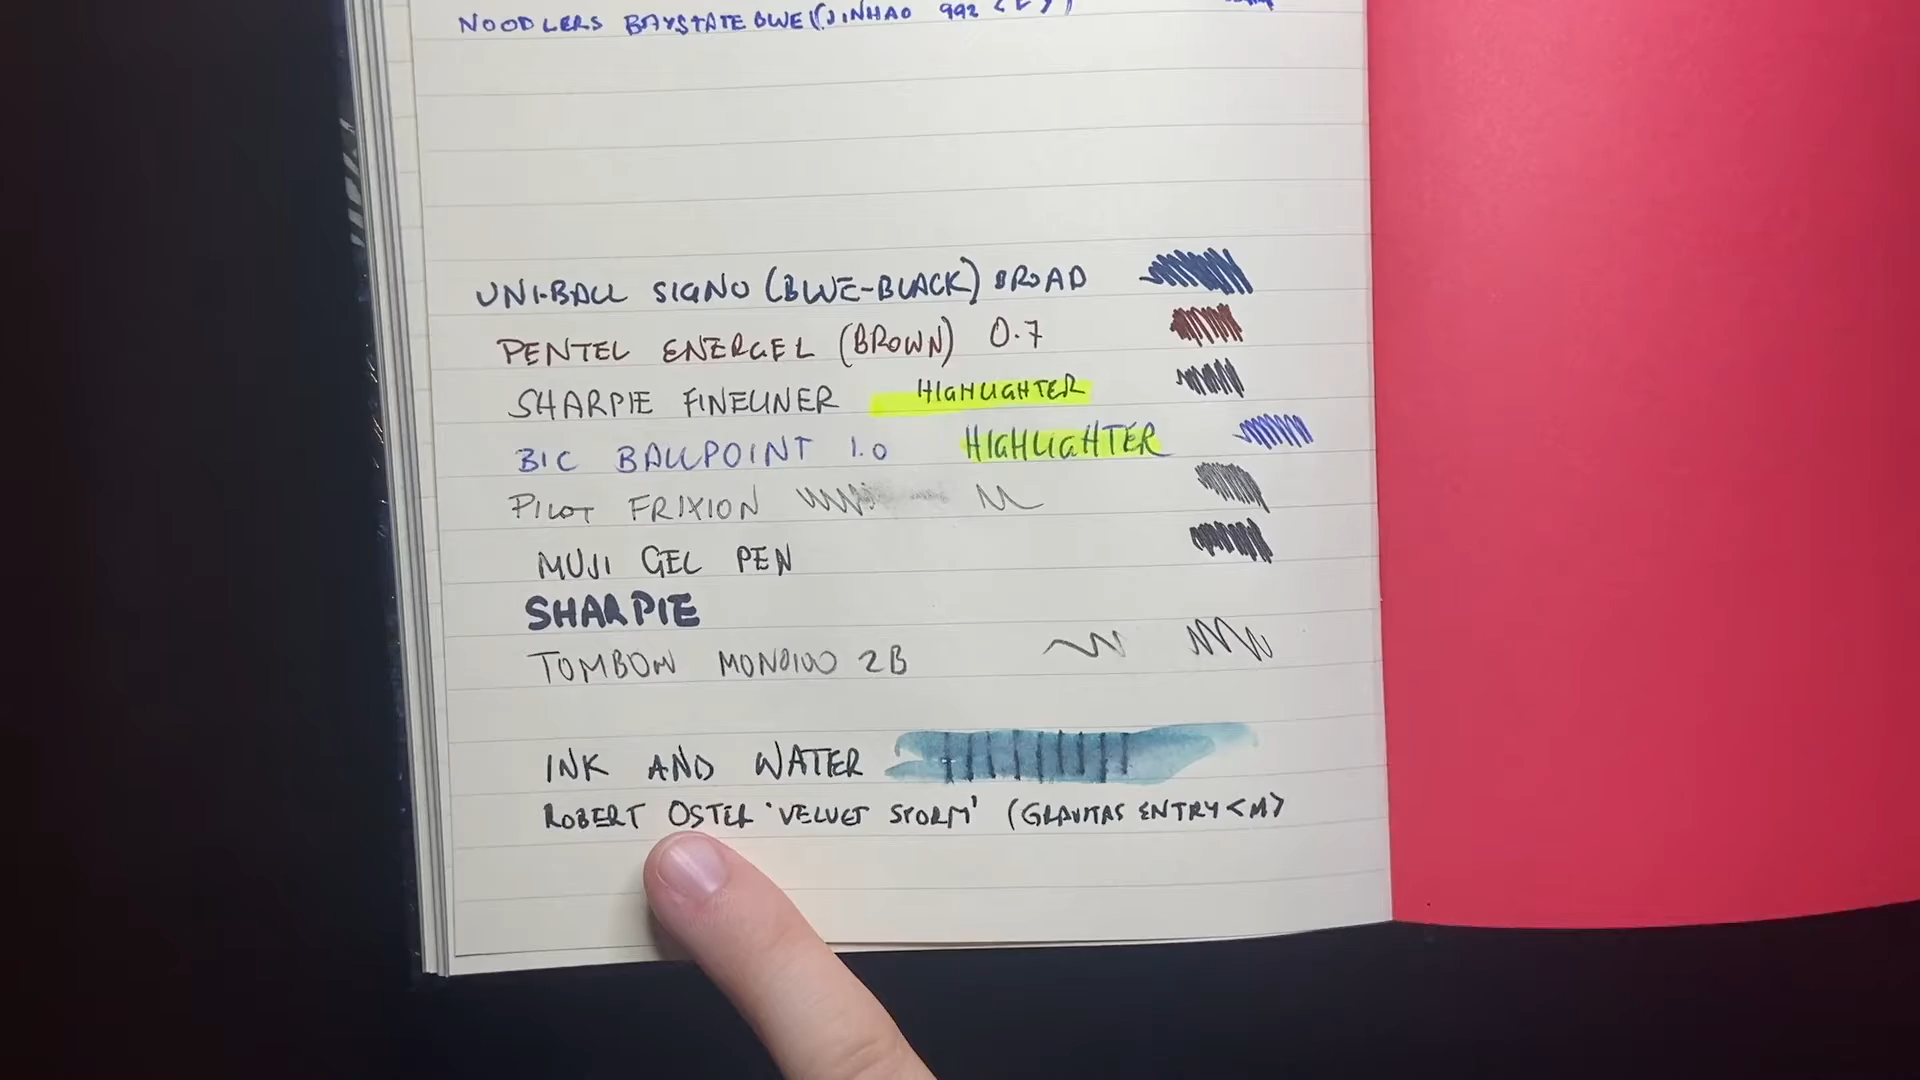 NOODLERS BAYSTATE BLUE (JINHAO 992 <F>)
UNI-BALL SIGNO (BLUE-BLACK) BROAD
PENTEL ENERGEL (BROWN) 0.7
SHARPIE FINELINER HIGHLIGHTER
BIC BALLPOINT 1.0 HIGHLIGHTER
PILOT FRIXION
MUJI GEL PEN
SHARPIE
TOMBOW MONO100 2B
INK AND WATER
ROBERT OSTER 'VELVET STORM' (GRAVITAS ENTRY <M>